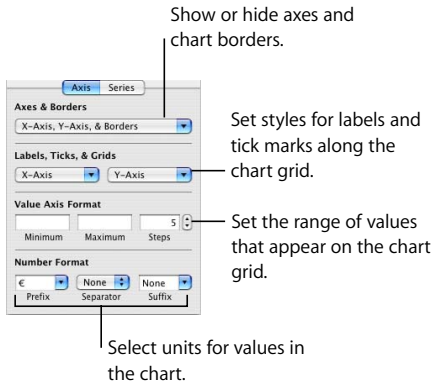 Show or hide axes and
chart borders.
Axis Series
Axes & Borders
X-Axis, Y-Axis, & Borders
Labels, Ticks, & Grids
X-Axis Y-Axis
Set styles for labels and
tick marks along the
chart grid.
Value Axis Format
5
Minimum Maximum Steps
Set the range of values
that appear on the chart
grid.
Number Format
€ None None
Prefix Separator Suffix
Select units for values in
the chart.